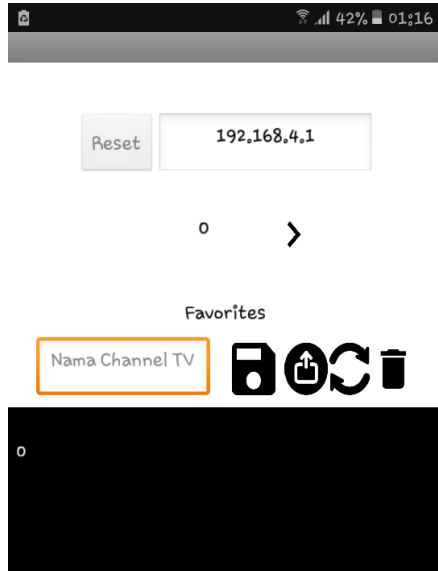 42% 01:16
Reset
192.168.4.1
0 >
Favorites
Nama Channel TV
0